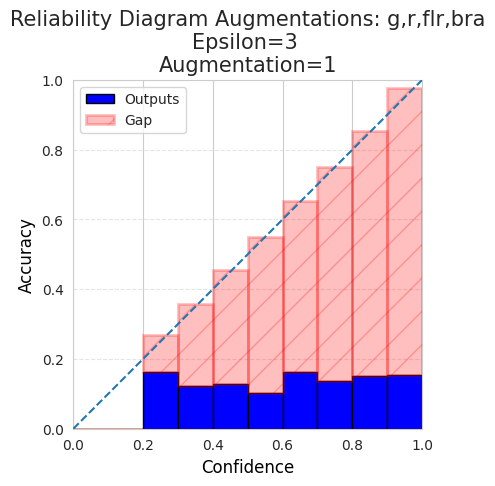 Reliability Diagram Augmentations: g,r,flr,bra
Epsilon=3
Augmentation=1
Outputs
Gap
Accuracy
1.0
0.8
0.6
0.4
0.2
0.0
0.0 0.2 0.4 0.6 0.8 1.0
Confidence